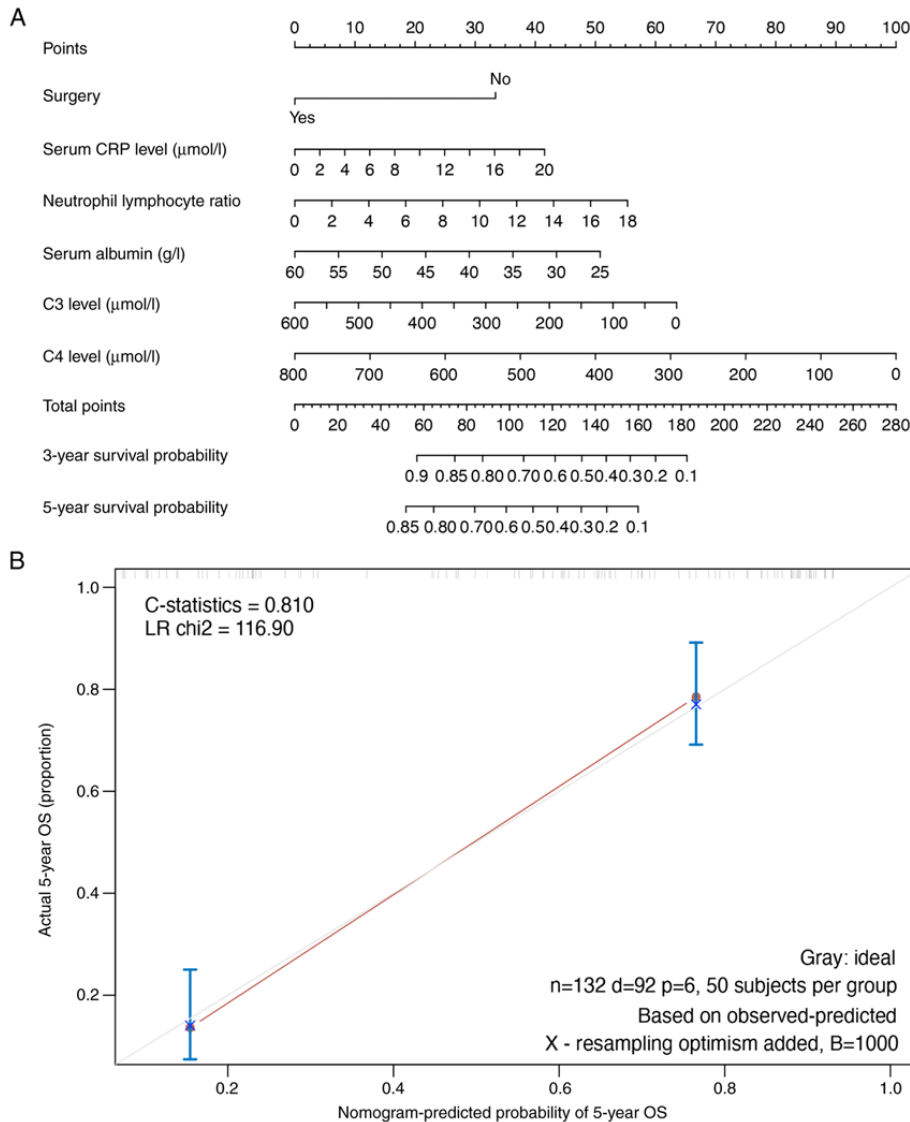 A
Points
0 10 20 30 40 50 60 70 80 90 100
No
Surgery
Yes
Serum CRP level (μmol/l)
0 2 4 6 8 12 16 20
Neutrophil lymphocyte ratio
0 2 4 6 8 10 12 14 16 18
Serum albumin (g/l)
60 55 50 45 40 35 30 25
C3 level (μmol/l)
600 500 400 300 200 100 0
C4 level (μmol/l)
800 700 600 500 400 300 200 100 0
Total points
0 20 40 60 80 100 120 140 160 180 200 220 240 260 280
3-year survival probability
0.9 0.85 0.80 0.70 0.6 0.5 0.4 0.3 0.2 0.1
5-year survival probability
0.85 0.80 0.70 0.6 0.5 0.4 0.3 0.2 0.1
B
C-statistics = 0.810
LR chi2 = 116.90
1.0
0.8
0.6
0.4
0.2
Actual 5-year OS (proportion)
Gray: ideal
n=132 d=92 p=6, 50 subjects per group
Based on observed-predicted
X - resampling optimism added, B=1000
0.2 0.4 0.6 0.8 1.0
Nomogram-predicted probability of 5-year OS